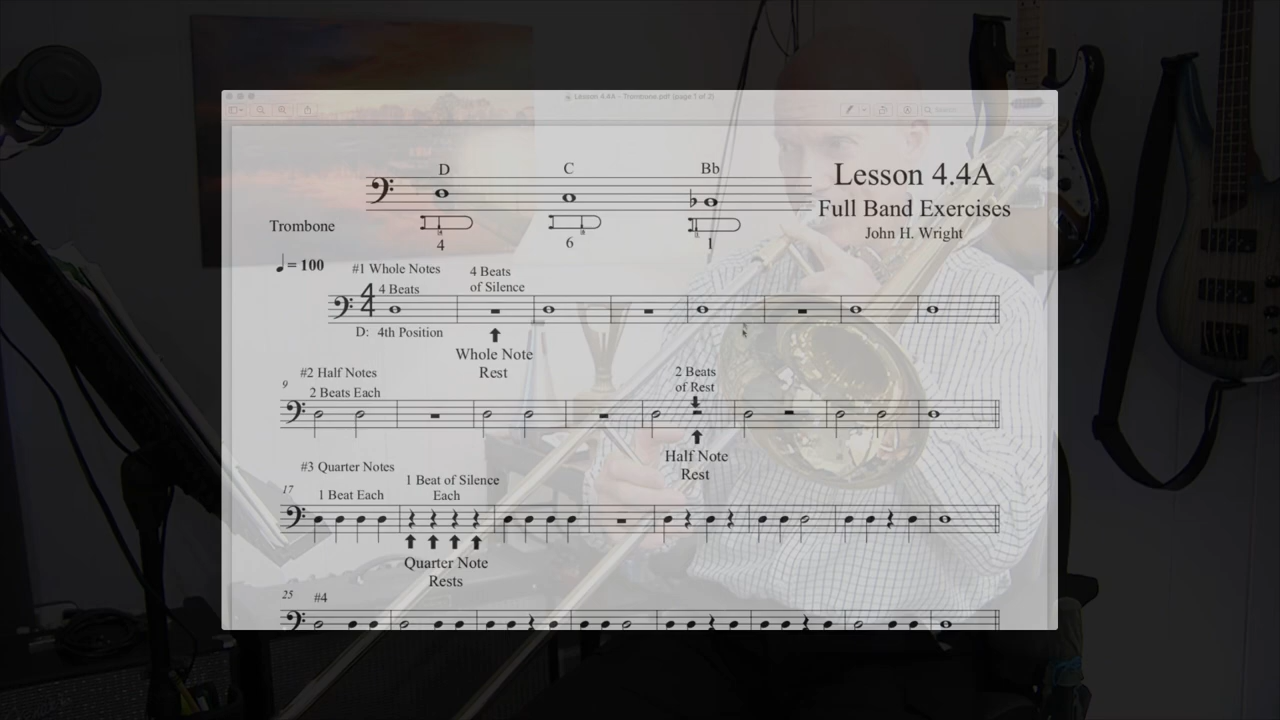 Lesson 4.4A - Trombone.pdf (page 1 of 2)
D C Bb
Lesson 4.4A
Full Band Exercises
John H. Wright
Trombone
4 6 1
♩ = 100
#1 Whole Notes
4 Beats
4 Beats
of Silence
4
4
D: 4th Position
Whole Note
Rest
#2 Half Notes
9
2 Beats Each
2 Beats
of Rest
Half Note
Rest
#3 Quarter Notes
17
1 Beat Each
1 Beat of Silence
Each
Quarter Note
Rests
25
#4